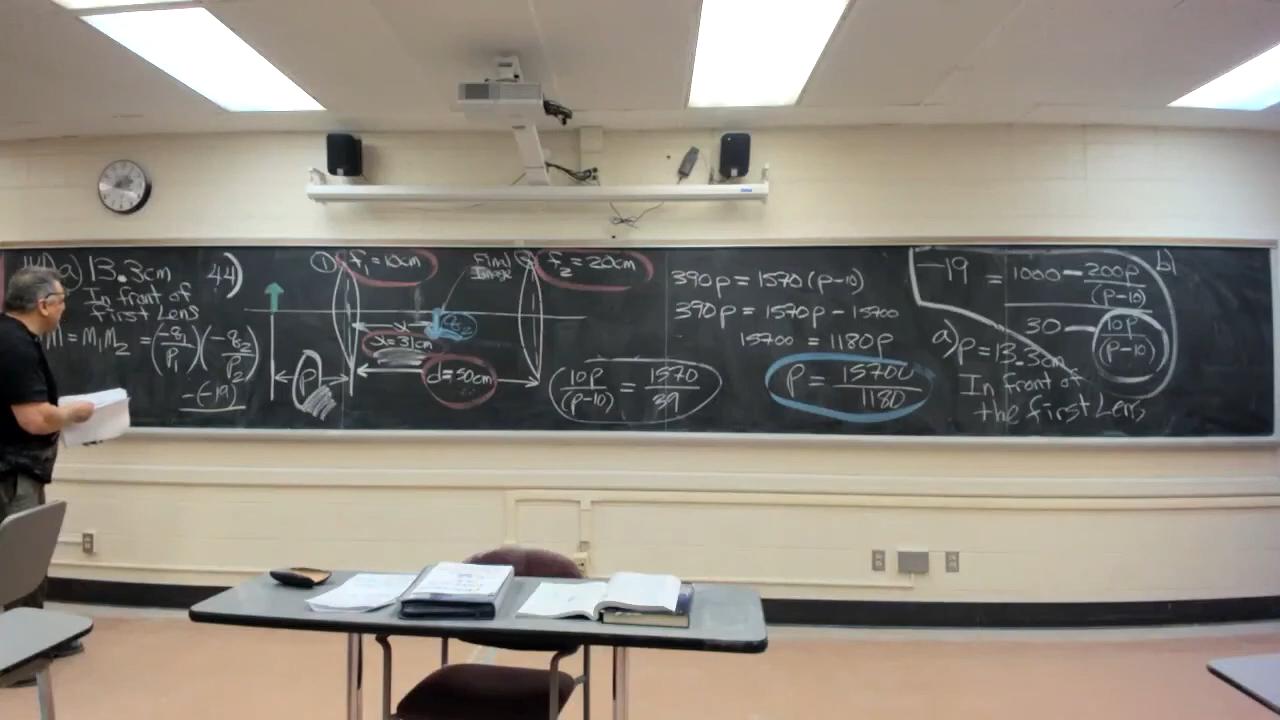 a) 13.3cm
In front of
first Lens
M = M₁M₂ = (-q₁/P₁)(-q₂/P₂)
-(-19)
44)
① f₁ = 10cm
Final
Image
② f₂ = 20cm
x
q₂
x = 31cm
P
d = 50cm
390p = 1570(p-10)
390p = 1570p - 15700
15700 = 1180p
10p/(p-10) = 1570/39
P = 15700/1180
-19 = (1000 - 200p/(p-10))/(30 - 10p/(p-10))
b)
a) p = 13.3cm
In front of
the first Lens